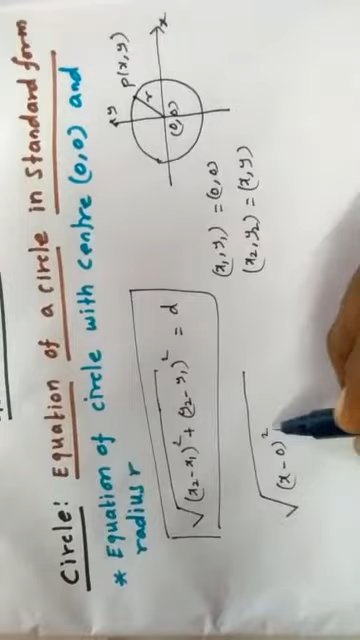 Circle: Equation of a circle in Standard form
* Equation of circle with centre (0,0) and
radius r
√(x₂-x₁)² + (y₂-y₁)² = d
y
x
P(x,y)
r
(0,0)
(x₁,y₁) = (0,0)
(x₂,y₂) = (x,y)
√(x-0)²